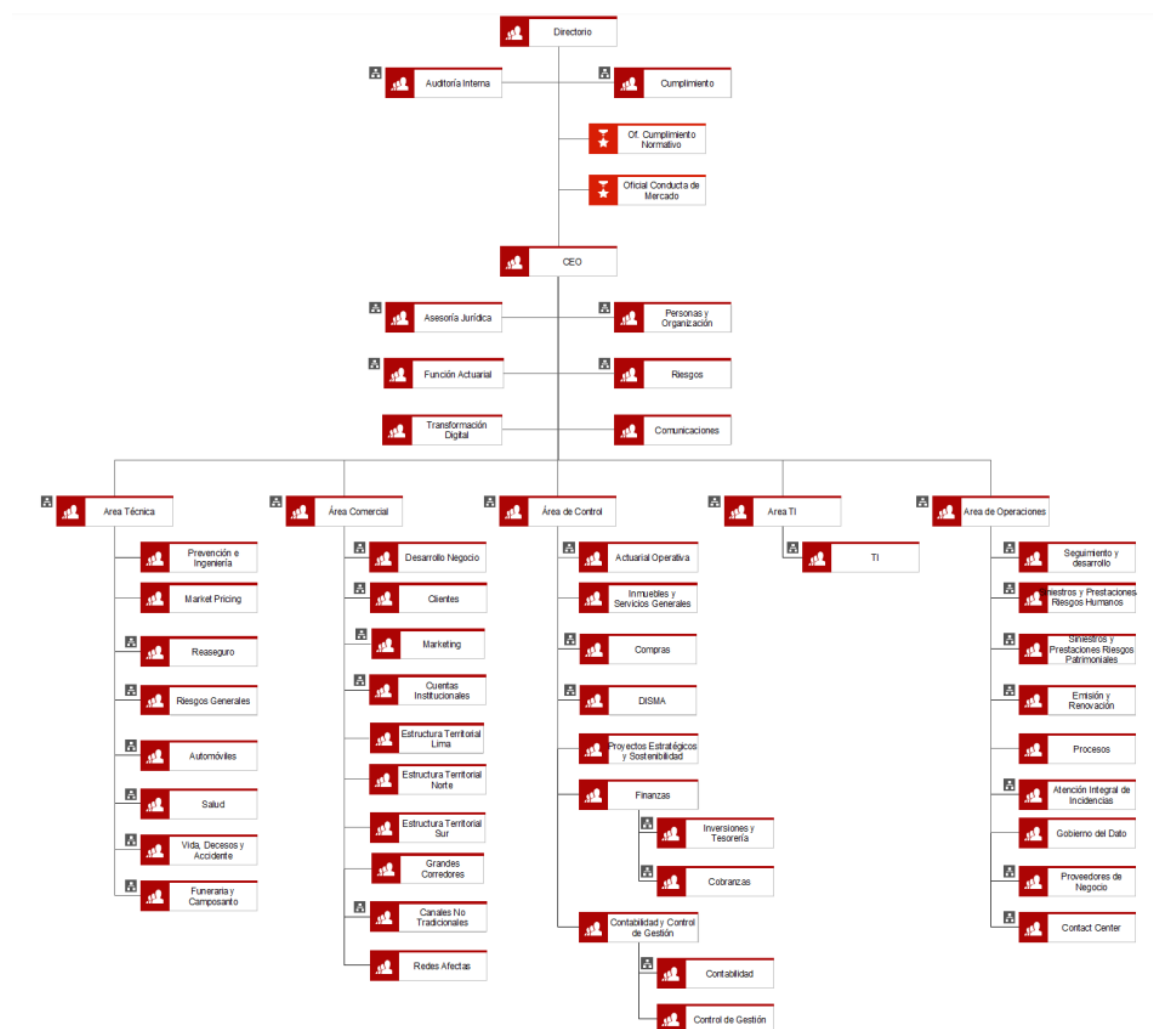 Directorio
Auditoría Interna
Cumplimiento
Of. Cumplimiento
Normativo
Oficial Conducta de
Mercado
CEO
Asesoría Jurídica
Personas y
Organización
Función Actuarial
Riesgos
Transformación
Digital
Comunicaciones
Area Técnica
Prevención e
Ingeniería
Market Pricing
Reaseguro
Riesgos Generales
Automóviles
Salud
Vida, Decesos y
Accidente
Funeraria y
Camposanto
Área Comercial
Desarrollo Negocio
Clientes
Marketing
Cuentas
Institucionales
Estructura Territorial
Lima
Estructura Territorial
Norte
Estructura Territorial
Sur
Grandes
Corredores
Canales No
Tradicionales
Redes Afectas
Área de Control
Actuarial Operativa
Inmuebles y
Servicios Generales
Compras
DISMA
Proyectos Estratégicos
y Sostenibilidad
Finanzas
Inversiones y
Tesorería
Cobranzas
Contabilidad y Control
de Gestión
Contabilidad
Control de Gestión
Area TI
TI
Area de Operaciones
Seguimiento y
desarrollo
Siniestros y Prestaciones
Riesgos Humanos
Siniestros y
Prestaciones Riesgos
Patrimoniales
Emisión y
Renovación
Procesos
Atención Integral de
Incidencias
Gobierno del Dato
Proveedores de
Negocio
Contact Center